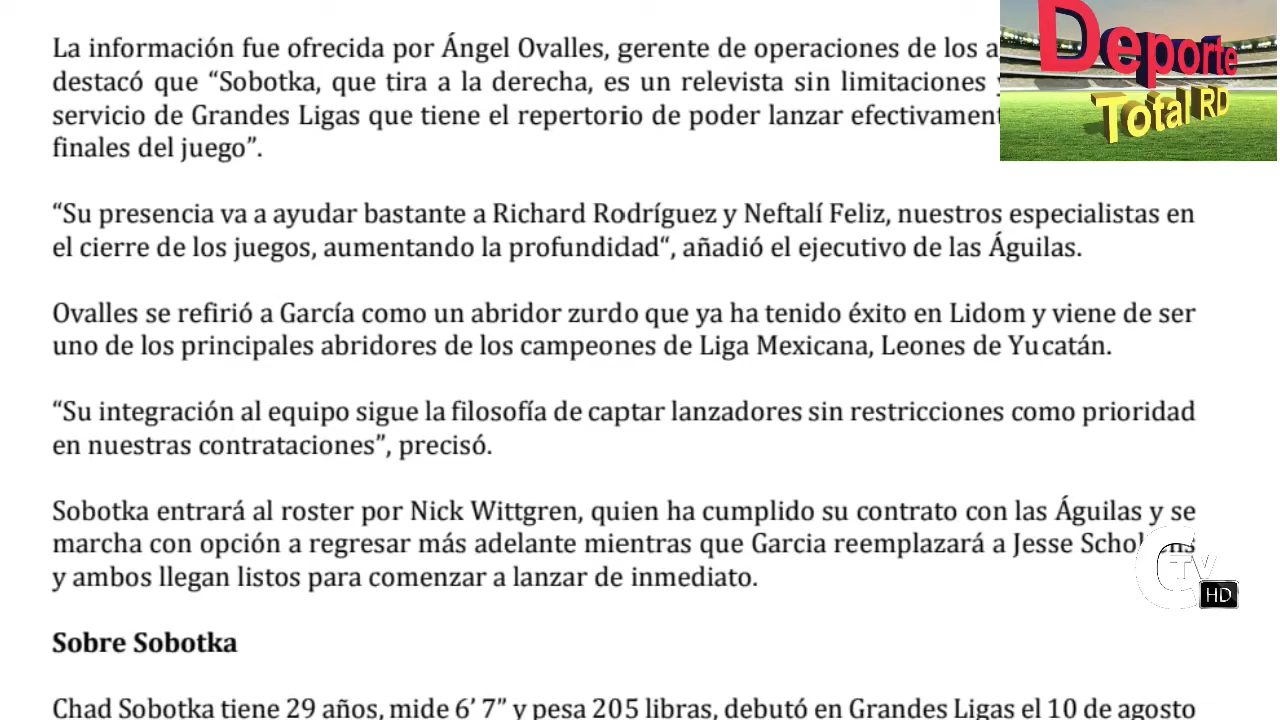 La información fue ofrecida por Ángel Ovalles, gerente de operaciones de los
destacó que “Sobotka, que tira a la derecha, es un relevista sin limitaciones
servicio de Grandes Ligas que tiene el repertorio de poder lanzar
finales del juego”.
“Su presencia va a ayudar bastante a Richard Rodríguez y Neftalí Feliz, nuestros especialistas en
el cierre de los juegos, aumentando la profundidad“, añadió el ejecutivo de las Águilas.
Ovalles se refirió a García como un abridor zurdo que ya ha tenido éxito en Lidom y viene de ser
uno de los principales abridores de los campeones de Liga Mexicana, Leones de Yucatán.
“Su integración al equipo sigue la filosofía de captar lanzadores sin restricciones como prioridad
en nuestras contrataciones”, precisó.
Sobotka entrará al roster por Nick Wittgren, quien ha cumplido su contrato con las Águilas y se
marcha con opción a regresar más adelante mientras que Garcia reemplazará a Jesse
y ambos llegan listos para comenzar a lanzar de inmediato.
Sobre Sobotka
Chad Sobotka tiene 29 años, mide 6’ 7” y pesa 205 libras, debutó en Grandes Ligas el 10 de agosto
Deporte
Total RD
CTV
HD